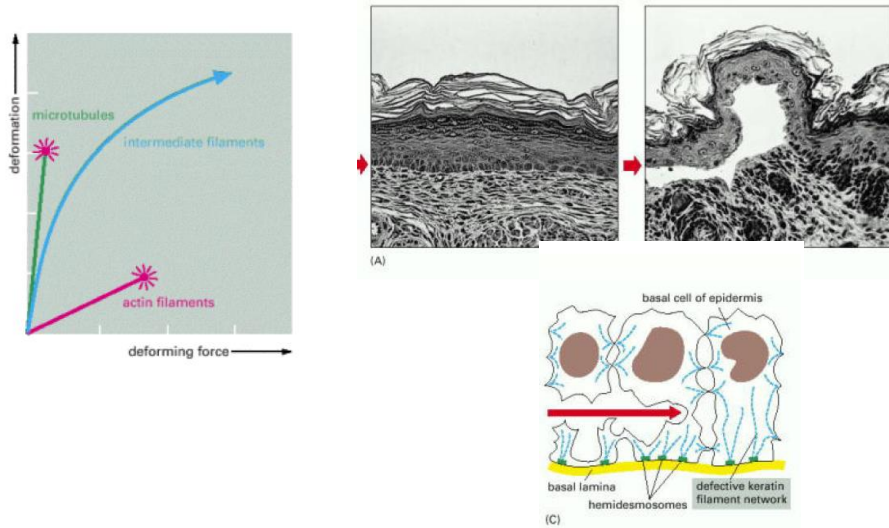 deformation
microtubules
intermediate filaments
actin filaments
deforming force
(A)
basal cell of epidermis
basal lamina
hemidesmosomes
defective keratin
filament network
(C)